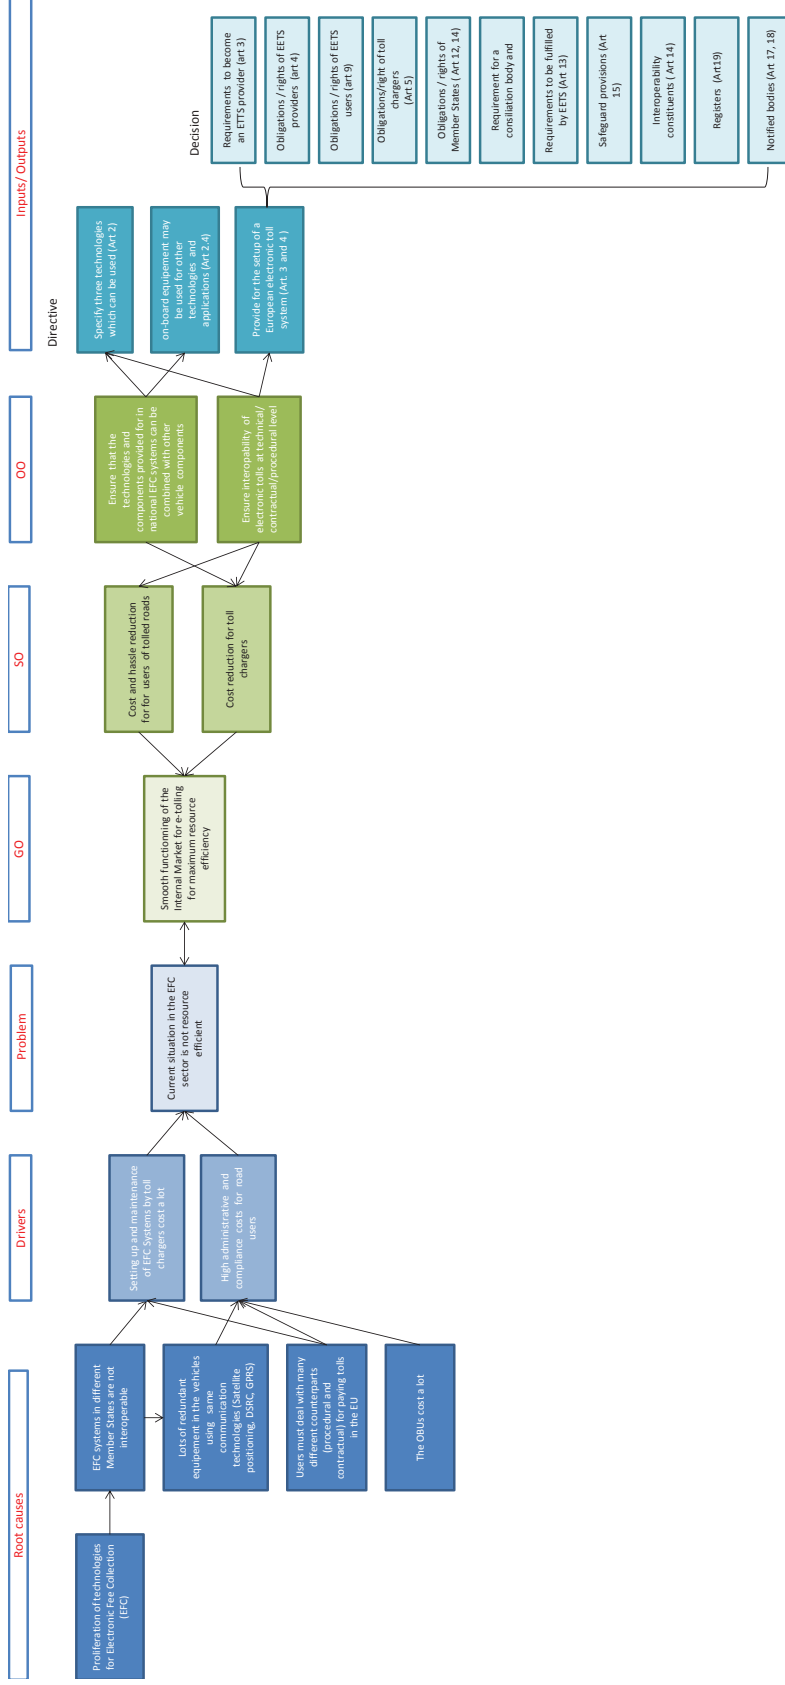 Root causes
Drivers
Problem
GO
SO
OO
Inputs/ Outputs
Proliferation of technologies
for Electronic Fee Collection
(EFC)
EFC systems in different
Member States are not
interoperable
Lots of redundant
equipement in the vehicles
using same
communication
technologies (Satellite
positioning, DSRC, GPRS)
Users must deal with many
different counterparts
(procedural and
contractual) for paying tolls
in the EU
The OBUs cost a lot
Setting up and maintenance
of EFC Systems by toll
chargers cost a lot
High administrative and
compliance costs for road
users
Current situation in the EFC
sector is not resource
efficient
Smooth functionning of the
Internal Market for e-tolling
for maximum resource
efficiency
Cost and hassle reduction
for for users of tolled roads
Cost reduction for toll
chargers
Ensure that the
technologies and
components provided for in
national EFC systems can be
combined with other
vehicle components
Ensure interopability of
electronic tolls at technical/
contractual/procedural level
Directive
Specify three technologies
which can be used (Art 2)
on-board equipement may
be used for other
technologies and
applications (Art 2.4)
Provide for the setup of a
European electronic toll
system (Art. 3 and 4 )
Decision
Requirements to become
an ETTS provider (art 3)
Obligations / rights of EETS
providers (art 4)
Obligations / rights of EETS
users (art 9)
Obligations/right of toll
chargers
(Art 5)
Obligations / rights of
Member States ( Art 12, 14)
Requirement for a
consiliation body and
Requirements to be fulfilled
by EETS (Art 13)
Safeguard provisions (Art
15)
Interoperability
constituents ( Art 14)
Registers (Art19)
Notified bodies (Art 17, 18)